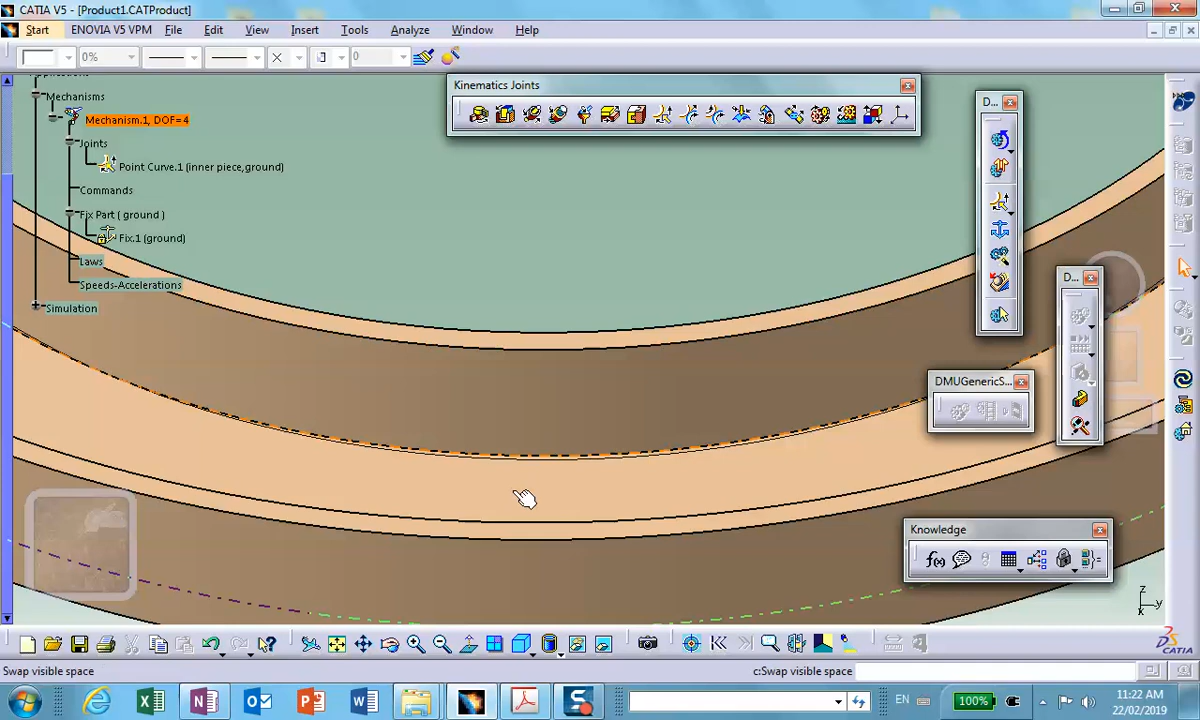 CATIA V5 - [Product1.CATProduct]
Start ENOVIA V5 VPM File Edit View Insert Tools Analyze Window Help
0% 0
Kinematics Joints
D...
Mechanisms
Mechanism.1, DOF=4
Joints
Point Curve.1 (inner piece,ground)
Commands
Fix Part ( ground )
Fix.1 (ground)
Laws
Speeds-Accelerations
Simulation
D...
DMUGenericS...
Knowledge
f(x)
z
y
x
CATIA
Swap visible space
c:Swap visible space
EN
100%
11:22 AM
22/02/2019